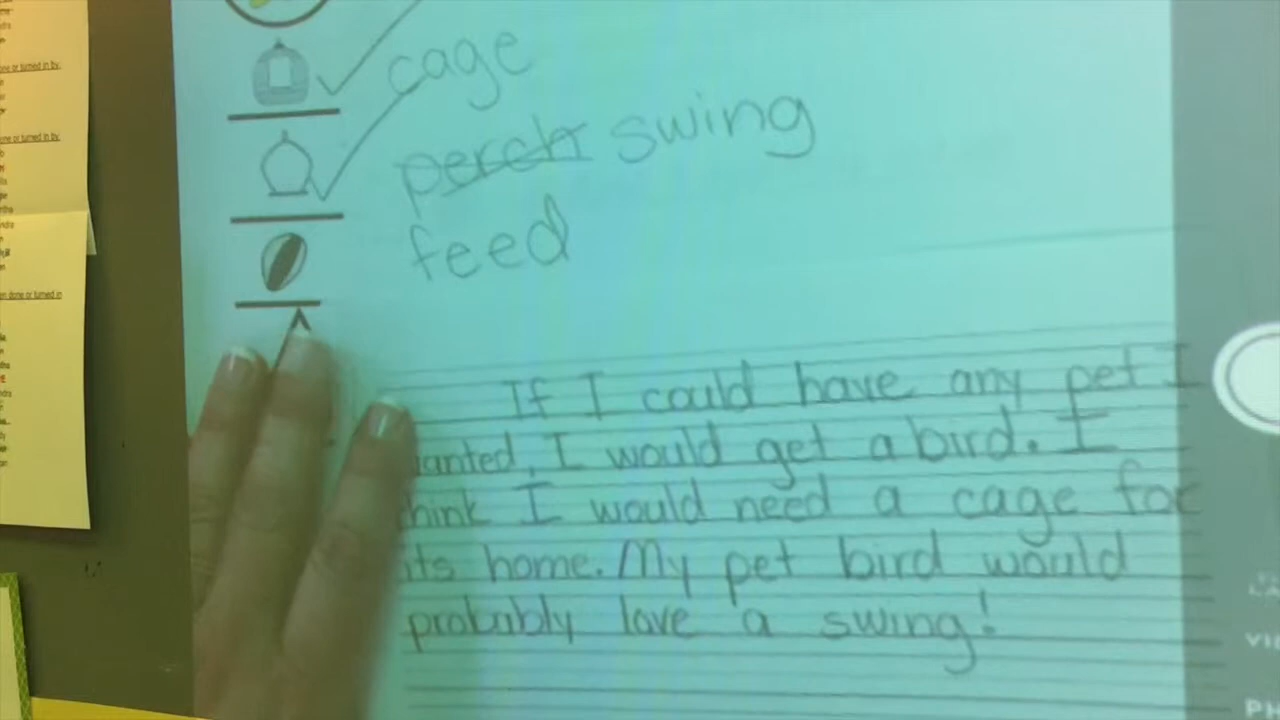 cage
perch swing
feed
If I could have any pet I
wanted, I would get a bird. I
think I would need a cage for
its home. My pet bird would
probably love a swing!